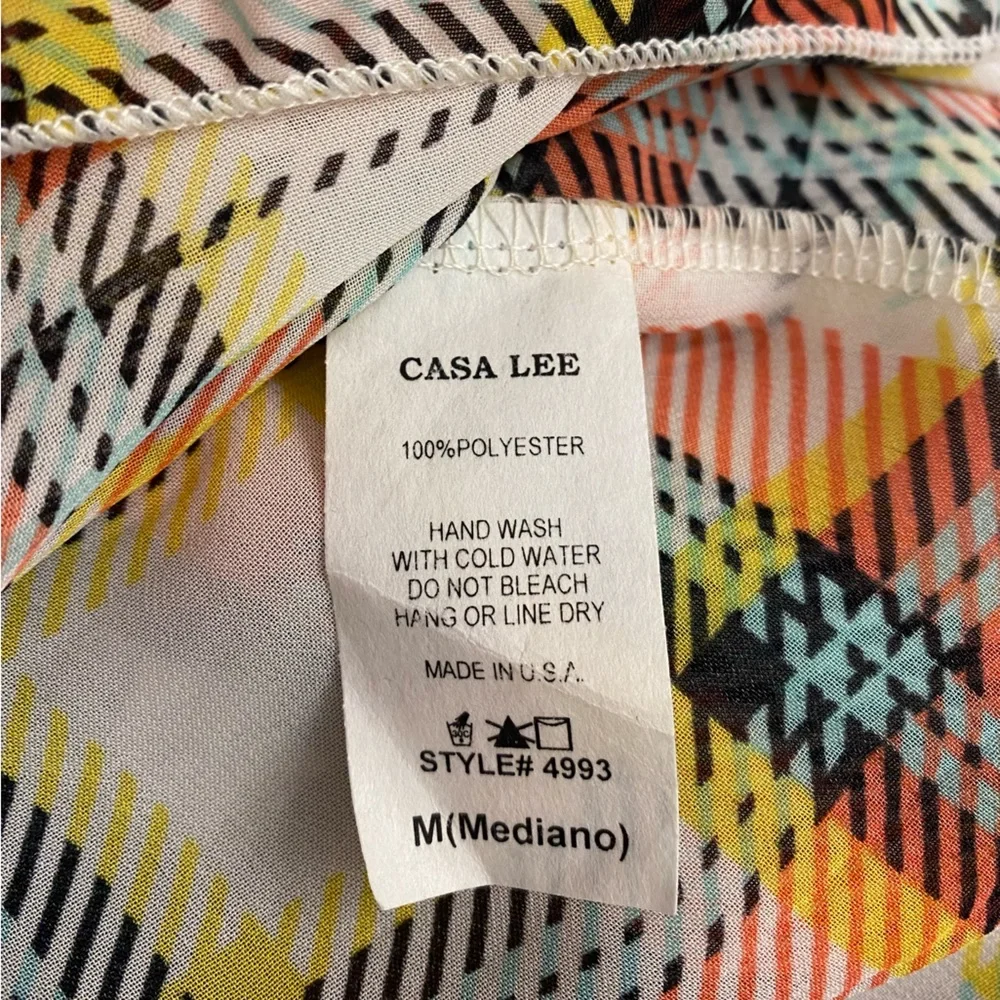 CASA LEE
100%POLYESTER
HAND WASH
WITH COLD WATER
DO NOT BLEACH
HANG OR LINE DRY
MADE IN U.S.A.
STYLE# 4993
M(Mediano)